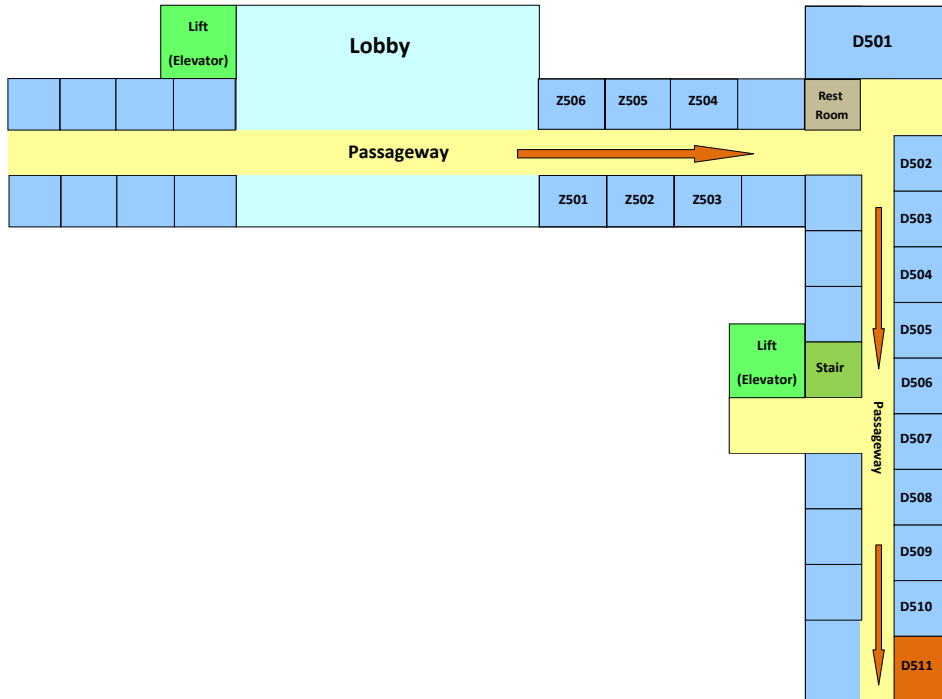 Lift
(Elevator)
Lobby
D501
Z506
Z505
Z504
Rest
Room
Passageway
D502
Z501
Z502
Z503
D503
D504
D505
Lift
(Elevator)
Stair
D506
Passageway
D507
D508
D509
D510
D511